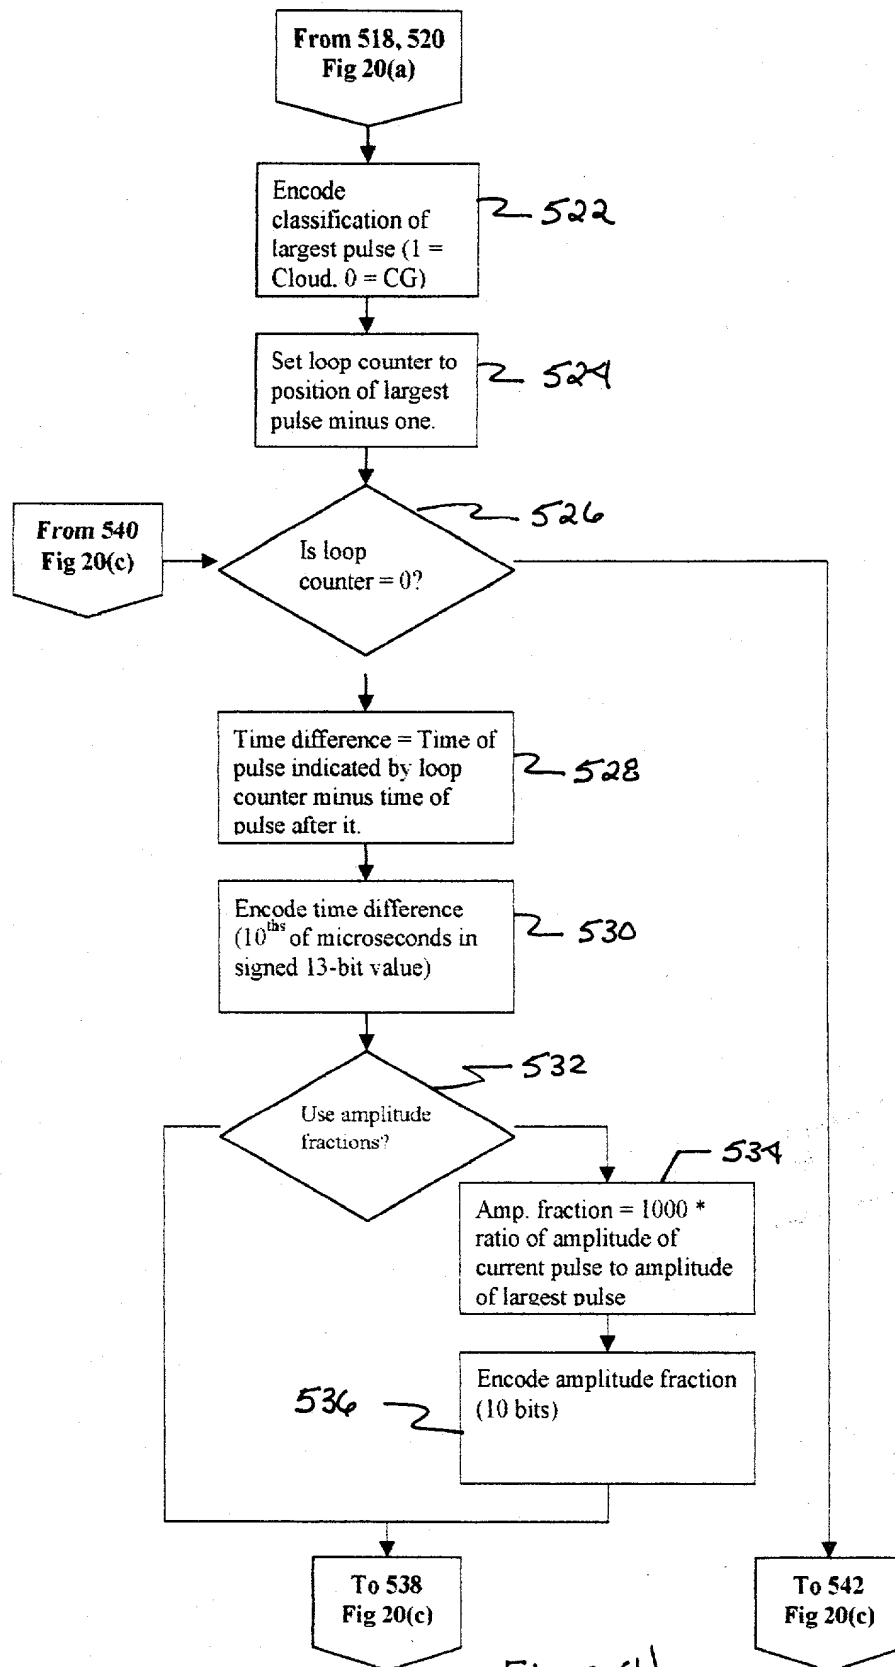 From 518, 520
Fig 20(a)
Encode
classification of
largest pulse (1 =
Cloud. 0 = CG)
522
Set loop counter to
position of largest
pulse minus one.
524
526
From 540
Fig 20(c)
Is loop
counter = 0?
Time difference = Time of
pulse indicated by loop
counter minus time of
pulse after it.
528
Encode time difference
(10ths of microseconds in
signed 13-bit value)
530
532
Use amplitude
fractions?
534
Amp. fraction = 1000 *
ratio of amplitude of
current pulse to amplitude
of largest pulse
Encode amplitude fraction
(10 bits)
536
To 538
Fig 20(c)
To 542
Fig 20(c)